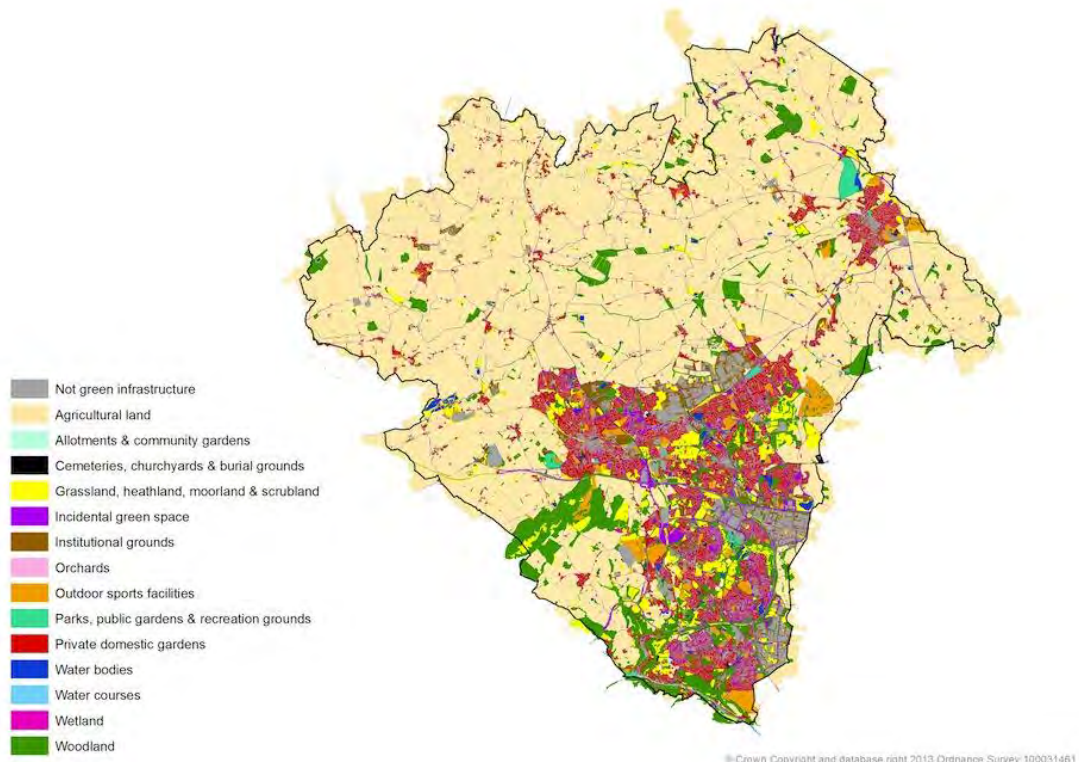 Not green infrastructure
Agricultural land
Allotments & community gardens
Cemeteries, churchyards & burial grounds
Grassland, heathland, moorland & scrubland
Incidental green space
Institutional grounds
Orchards
Outdoor sports facilities
Parks, public gardens & recreation grounds
Private domestic gardens
Water bodies
Water courses
Wetland
Woodland
© Crown Copyright and database right 2013 Ordnance Survey 100031461